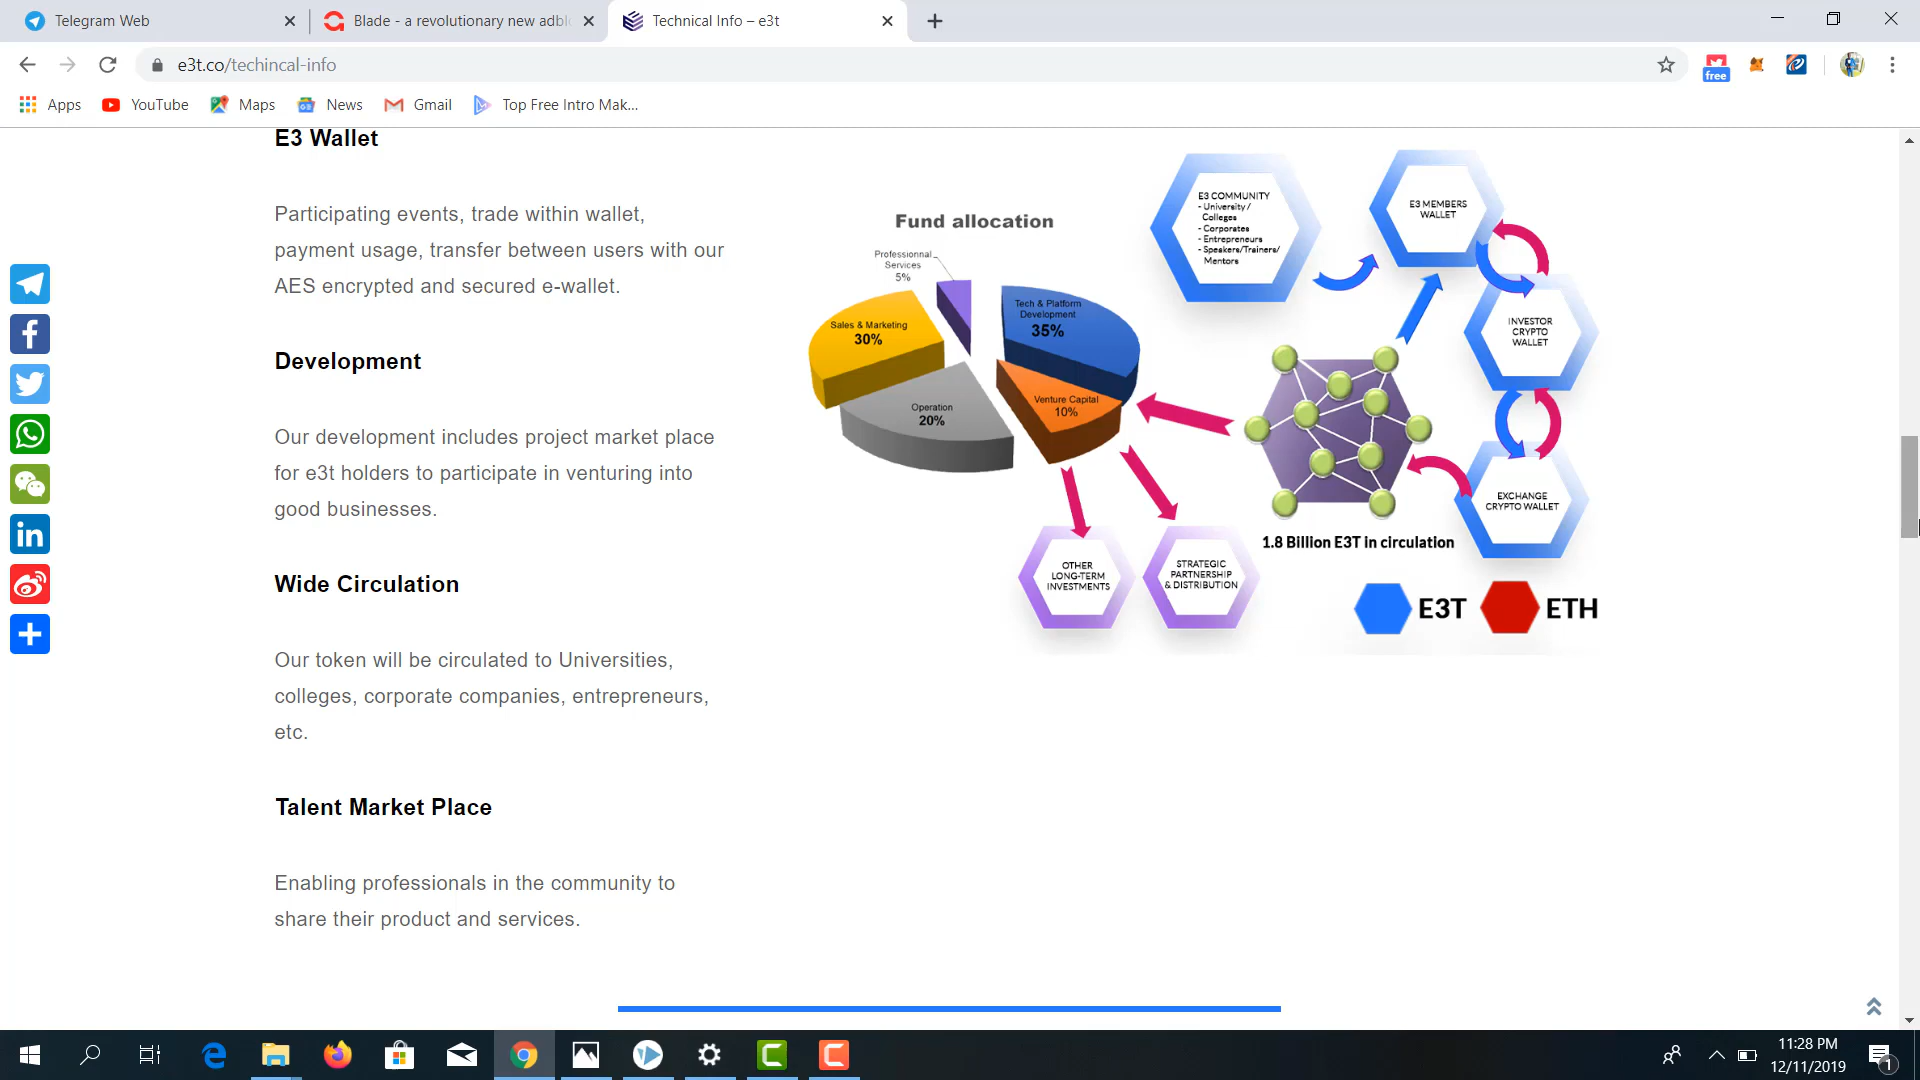 Telegram Web
Blade - a revolutionary new adbl
Technical Info – e3t
e3t.co/techincal-info
free
Apps
YouTube
Maps
News
Gmail
Top Free Intro Mak...
E3 Wallet
Participating events, trade within wallet,
payment usage, transfer between users with our
AES encrypted and secured e-wallet.
Development
Our development includes project market place
for e3t holders to participate in venturing into
good businesses.
Wide Circulation
Our token will be circulated to Universities,
colleges, corporate companies, entrepreneurs,
etc.
Talent Market Place
Enabling professionals in the community to
share their product and services.
Fund allocation
Professionnal
Services
5%
Tech & Platform
Development
35%
Sales & Marketing
30%
Operation
20%
Venture Capital
10%
E3 COMMUNITY
- University /
Colleges
- Corporates
- Entrepreneurs
- Speakers/Trainers/
Mentors
E3 MEMBERS
WALLET
INVESTOR
CRYPTO
WALLET
EXCHANGE
CRYPTO WALLET
1.8 Billion E3T in circulation
OTHER
LONG-TERM
INVESTMENTS
STRATEGIC
PARTNERSHIP
& DISTRIBUTION
E3T
ETH
11:28 PM
12/11/2019
1